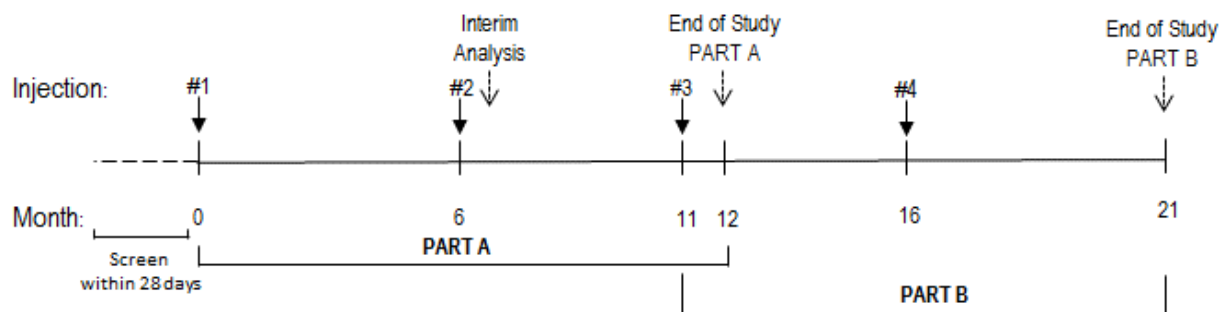 Interim
Analysis
End of Study
PART A
End of Study
PART B
Injection:
#1
#2
#3
#4
Month:
0
6
11
12
16
21
Screen
within 28 days
PART A
PART B